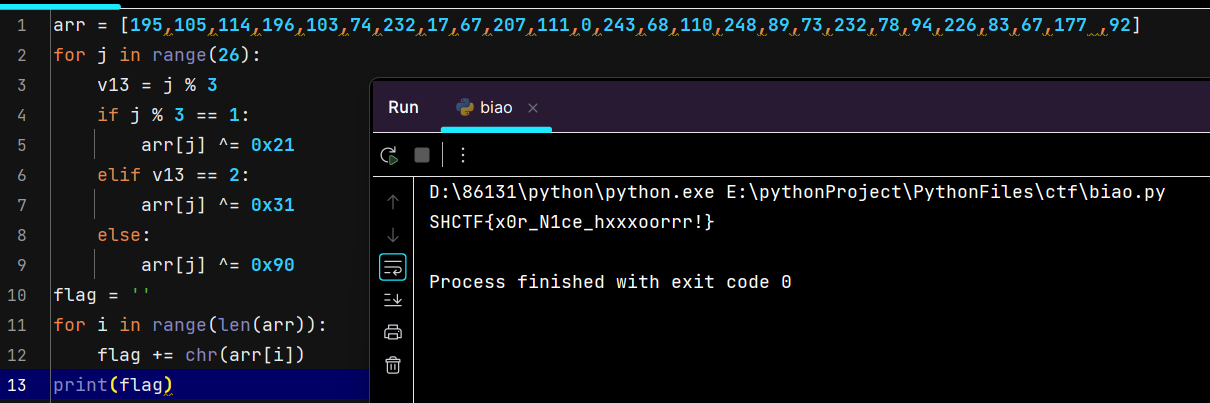 1 arr = [195,105,114,196,103,74,232,17,67,207,111,0,243,68,110,248,89,73,232,78,94,226,83,67,177 ,92]
2 for j in range(26):
3     v13 = j % 3
4     if j % 3 == 1:
5         arr[j] ^= 0x21
6     elif v13 == 2:
7         arr[j] ^= 0x31
8     else:
9         arr[j] ^= 0x90
10 flag = ''
11 for i in range(len(arr)):
12     flag += chr(arr[i])
13 print(flag)
Run biao
D:\86131\python\python.exe E:\pythonProject\PythonFiles\ctf\biao.py
SHCTF{x0r_N1ce_hxxxoorrr!}
Process finished with exit code 0